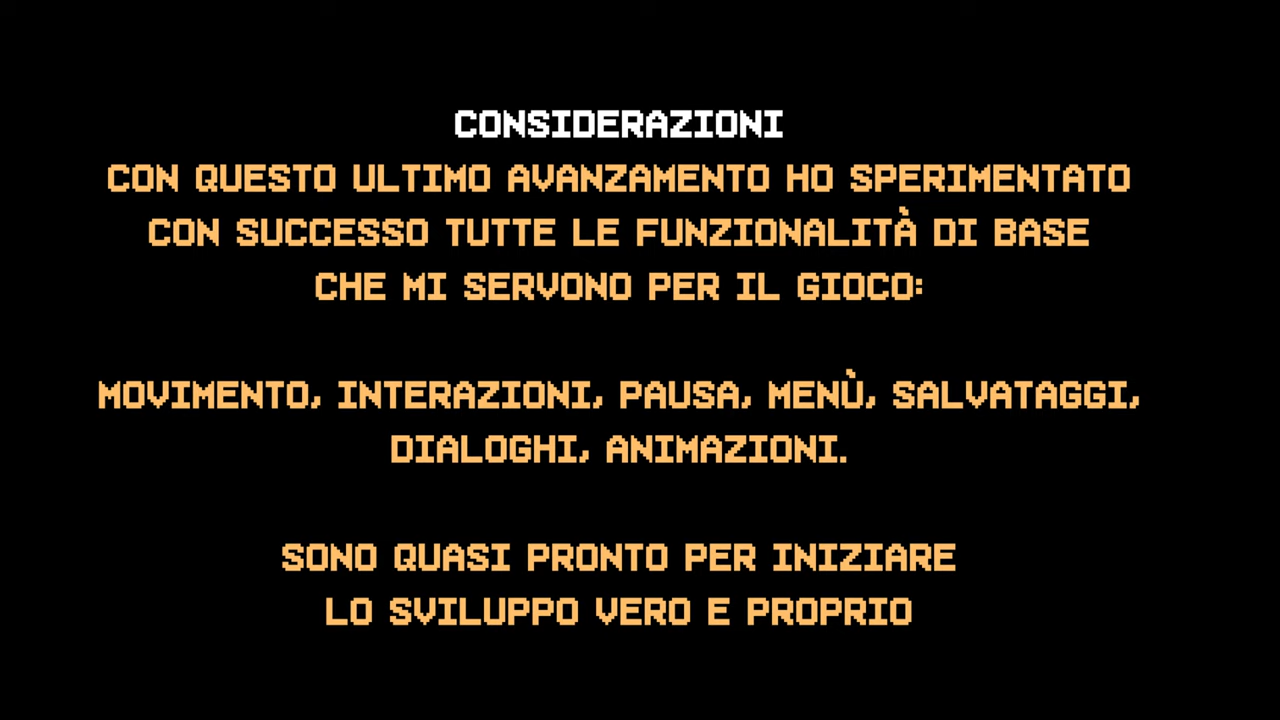 CONSIDERAZIONI
CON QUESTO ULTIMO AVANZAMENTO HO SPERIMENTATO
CON SUCCESSO TUTTE LE FUNZIONALITÀ DI BASE
CHE MI SERVONO PER IL GIOCO:
MOVIMENTO, INTERAZIONI, PAUSA, MENÙ, SALVATAGGI,
DIALOGHI, ANIMAZIONI.
SONO QUASI PRONTO PER INIZIARE
LO SVILUPPO VERO E PROPRIO